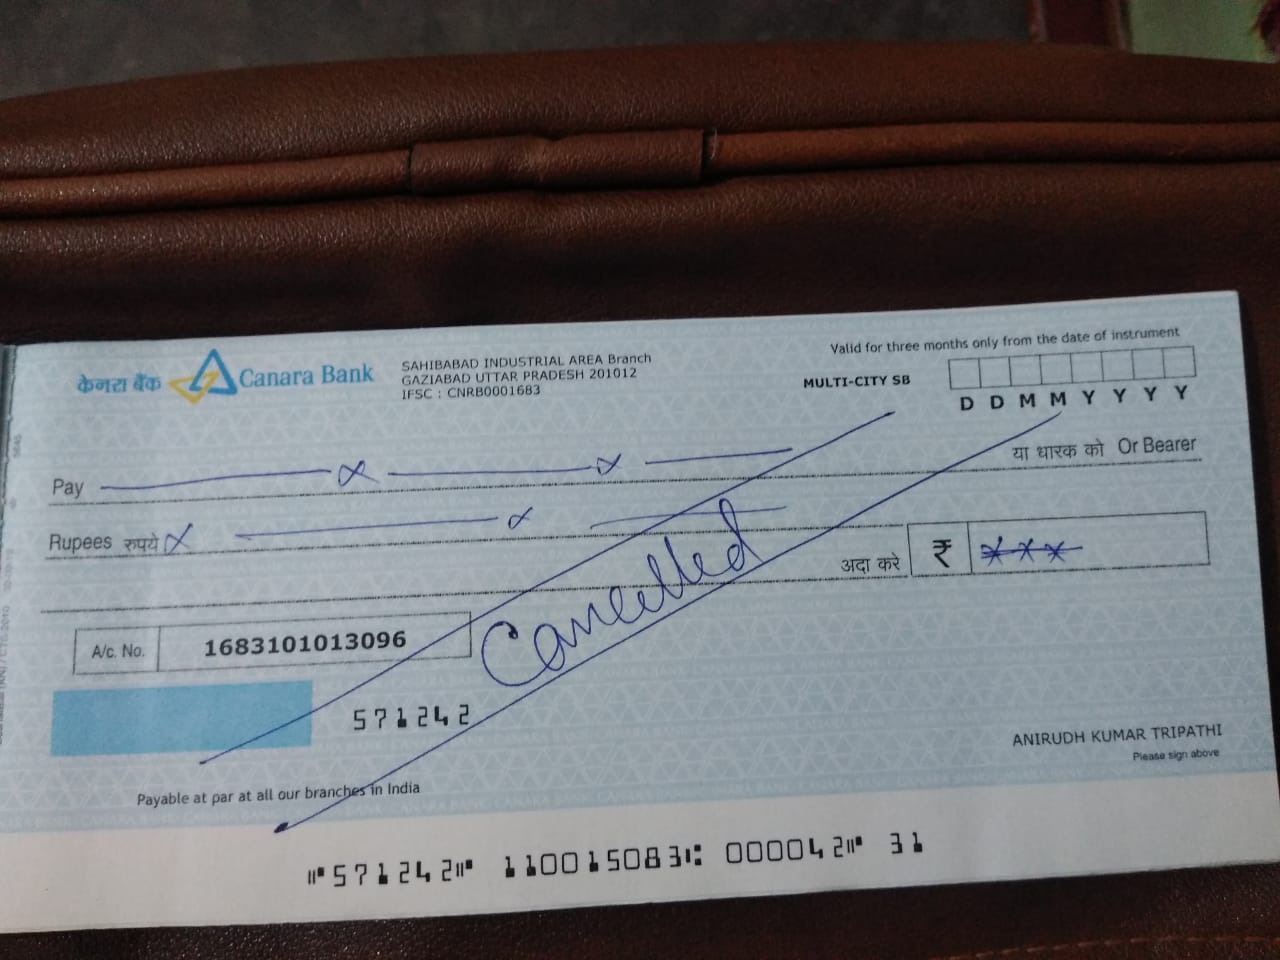 केनरा बैंक Canara Bank
SAHIBABAD INDUSTRIAL AREA Branch
GAZIABAD UTTAR PRADESH 201012
IFSC : CNRB0001683
Valid for three months only from the date of instrument
MULTI-CITY SB
D D M M Y Y Y Y
Pay
या धारक को Or Bearer
Rupees रुपये
अदा करे ₹
Cancelled
A/c. No. 1683101013096
571242
ANIRUDH KUMAR TRIPATHI
Please sign above
Payable at par at all our branches in India
⑈571242⑈ 110015083⑆ 000042⑈ 31